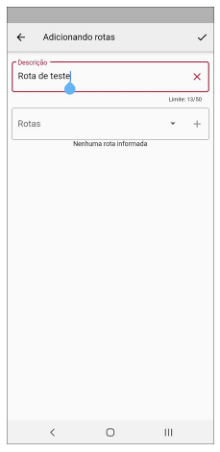 Adicionando rotas
Descrição
Rota de teste
Limite: 13/50
Rotas
Nenhuma rota informada